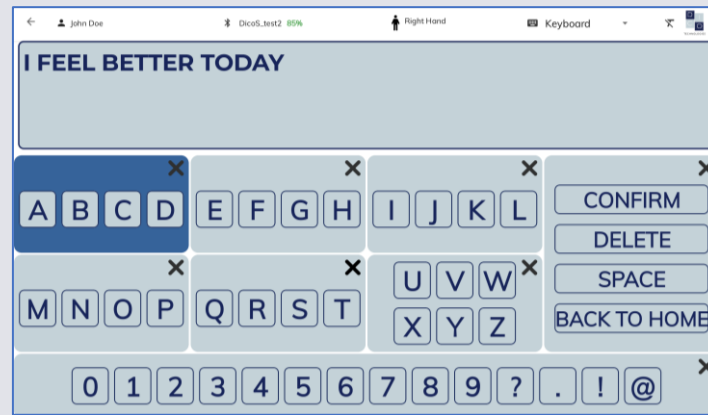 John Doe
DicoS_test2 85%
Right Hand
Keyboard
I FEEL BETTER TODAY
A B C D
E F G H
I J K L
CONFIRM
DELETE
SPACE
BACK TO HOME
M N O P
Q R S T
U V W
X Y Z
0 1 2 3 4 5 6 7 8 9 ? . ! @